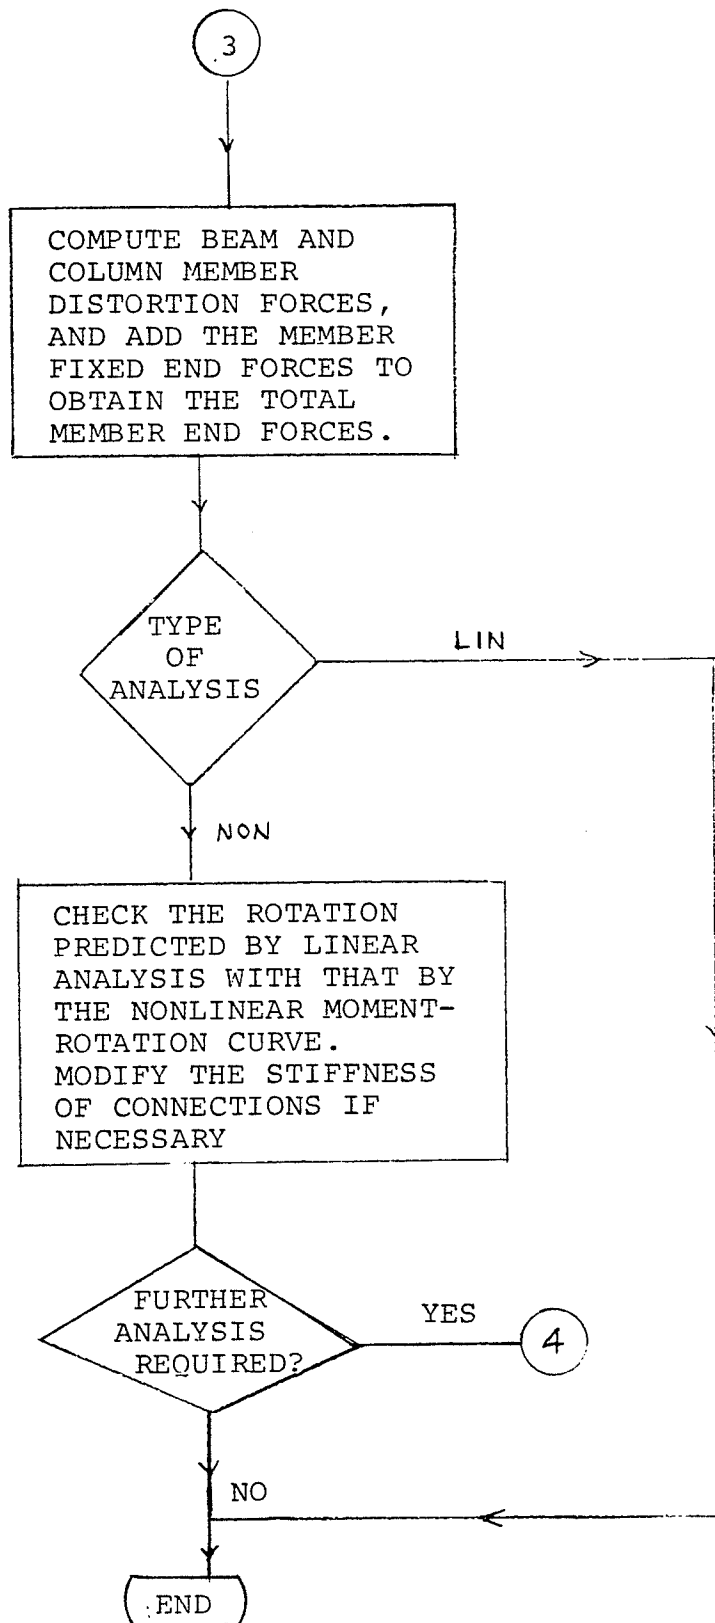 3
COMPUTE BEAM AND
COLUMN MEMBER
DISTORTION FORCES,
AND ADD THE MEMBER
FIXED END FORCES TO
OBTAIN THE TOTAL
MEMBER END FORCES.
TYPE
OF
ANALYSIS
LIN
NON
CHECK THE ROTATION
PREDICTED BY LINEAR
ANALYSIS WITH THAT BY
THE NONLINEAR MOMENT-
ROTATION CURVE.
MODIFY THE STIFFNESS
OF CONNECTIONS IF
NECESSARY
FURTHER
ANALYSIS
REQUIRED?
YES
4
NO
END